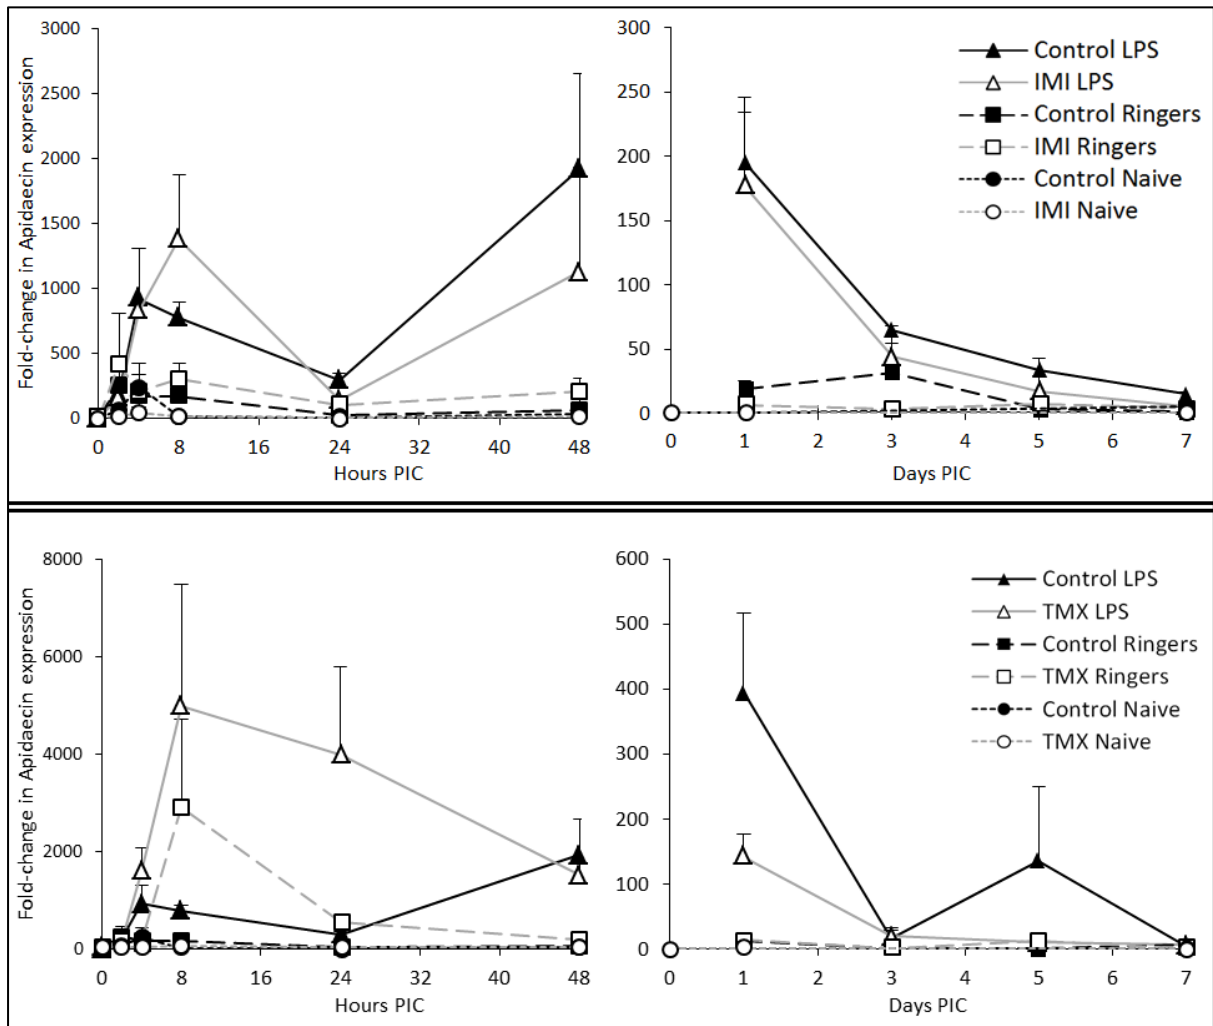 Fold-change in Apidaecin expression
3000
2500
2000
1500
1000
500
0
0 8 16 24 32 40 48
Hours PIC
300
250
200
150
100
50
0
0 1 2 3 4 5 6 7
Days PIC
Control LPS
IMI LPS
Control Ringers
IMI Ringers
Control Naive
IMI Naive
Fold-change in Apidaecin expression
8000
6000
4000
2000
0
0 8 16 24 32 40 48
Hours PIC
600
500
400
300
200
100
0
0 1 2 3 4 5 6 7
Days PIC
Control LPS
TMX LPS
Control Ringers
TMX Ringers
Control Naive
TMX Naive